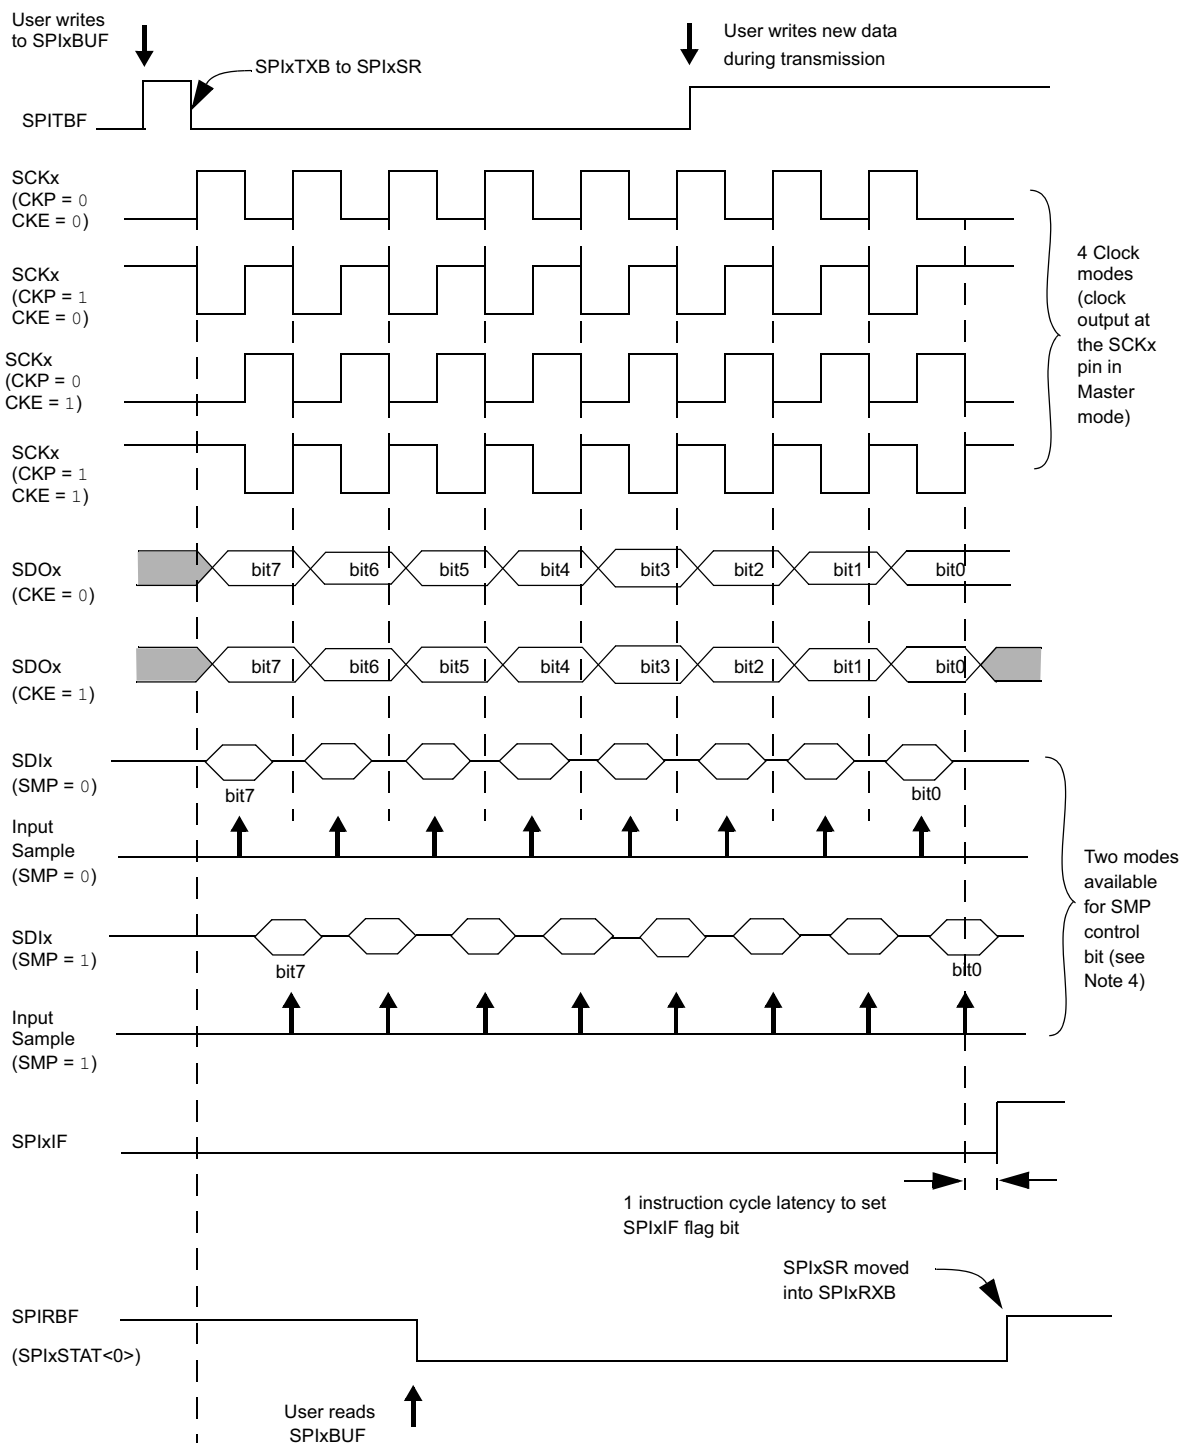 User writes
to SPIxBUF
User writes new data
during transmission
SPIxTXB to SPIxSR
SPITBF
SCKx
(CKP = 0
CKE = 0)
SCKx
(CKP = 1
CKE = 0)
SCKx
(CKP = 0
CKE = 1)
SCKx
(CKP = 1
CKE = 1)
4 Clock
modes
(clock
output at
the SCKx
pin in
Master
mode)
SDOx
(CKE = 0)
bit7 bit6 bit5 bit4 bit3 bit2 bit1 bit0
SDOx
(CKE = 1)
bit7 bit6 bit5 bit4 bit3 bit2 bit1 bit0
SDIx
(SMP = 0)
bit7 bit0
Input
Sample
(SMP = 0)
SDIx
(SMP = 1)
bit7 bit0
Input
Sample
(SMP = 1)
Two modes
available
for SMP
control
bit (see
Note 4)
SPIxIF
1 instruction cycle latency to set
SPIxIF flag bit
SPIxSR moved
into SPIxRXB
SPIRBF
(SPIxSTAT<0>)
User reads
SPIxBUF